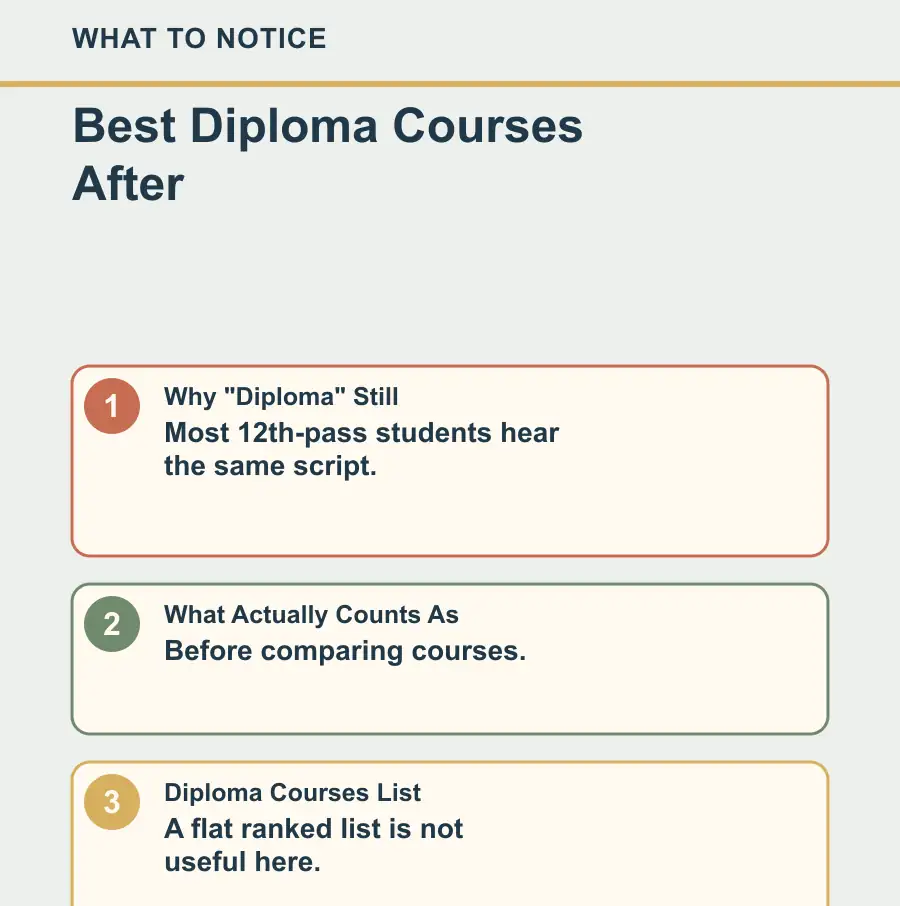 WHAT TO NOTICE
Best Diploma Courses
After
1
Why "Diploma" Still
Most 12th-pass students hear
the same script.
2
What Actually Counts As
Before comparing courses.
3
Diploma Courses List
A flat ranked list is not
useful here.